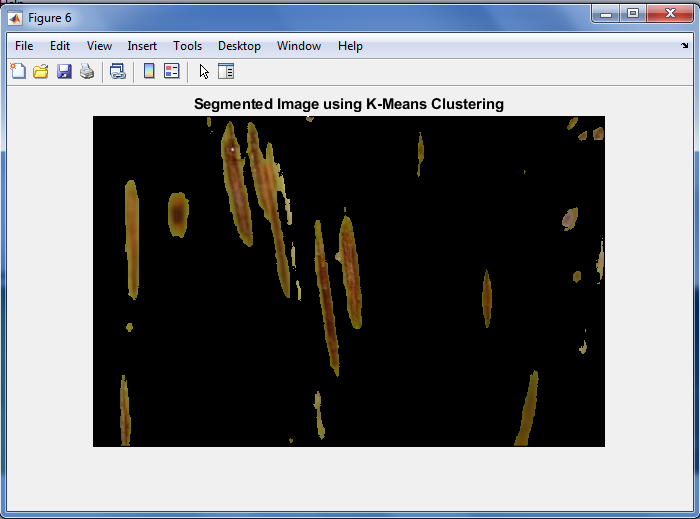 Figure 6
File Edit View Insert Tools Desktop Window Help
Segmented Image using K-Means Clustering